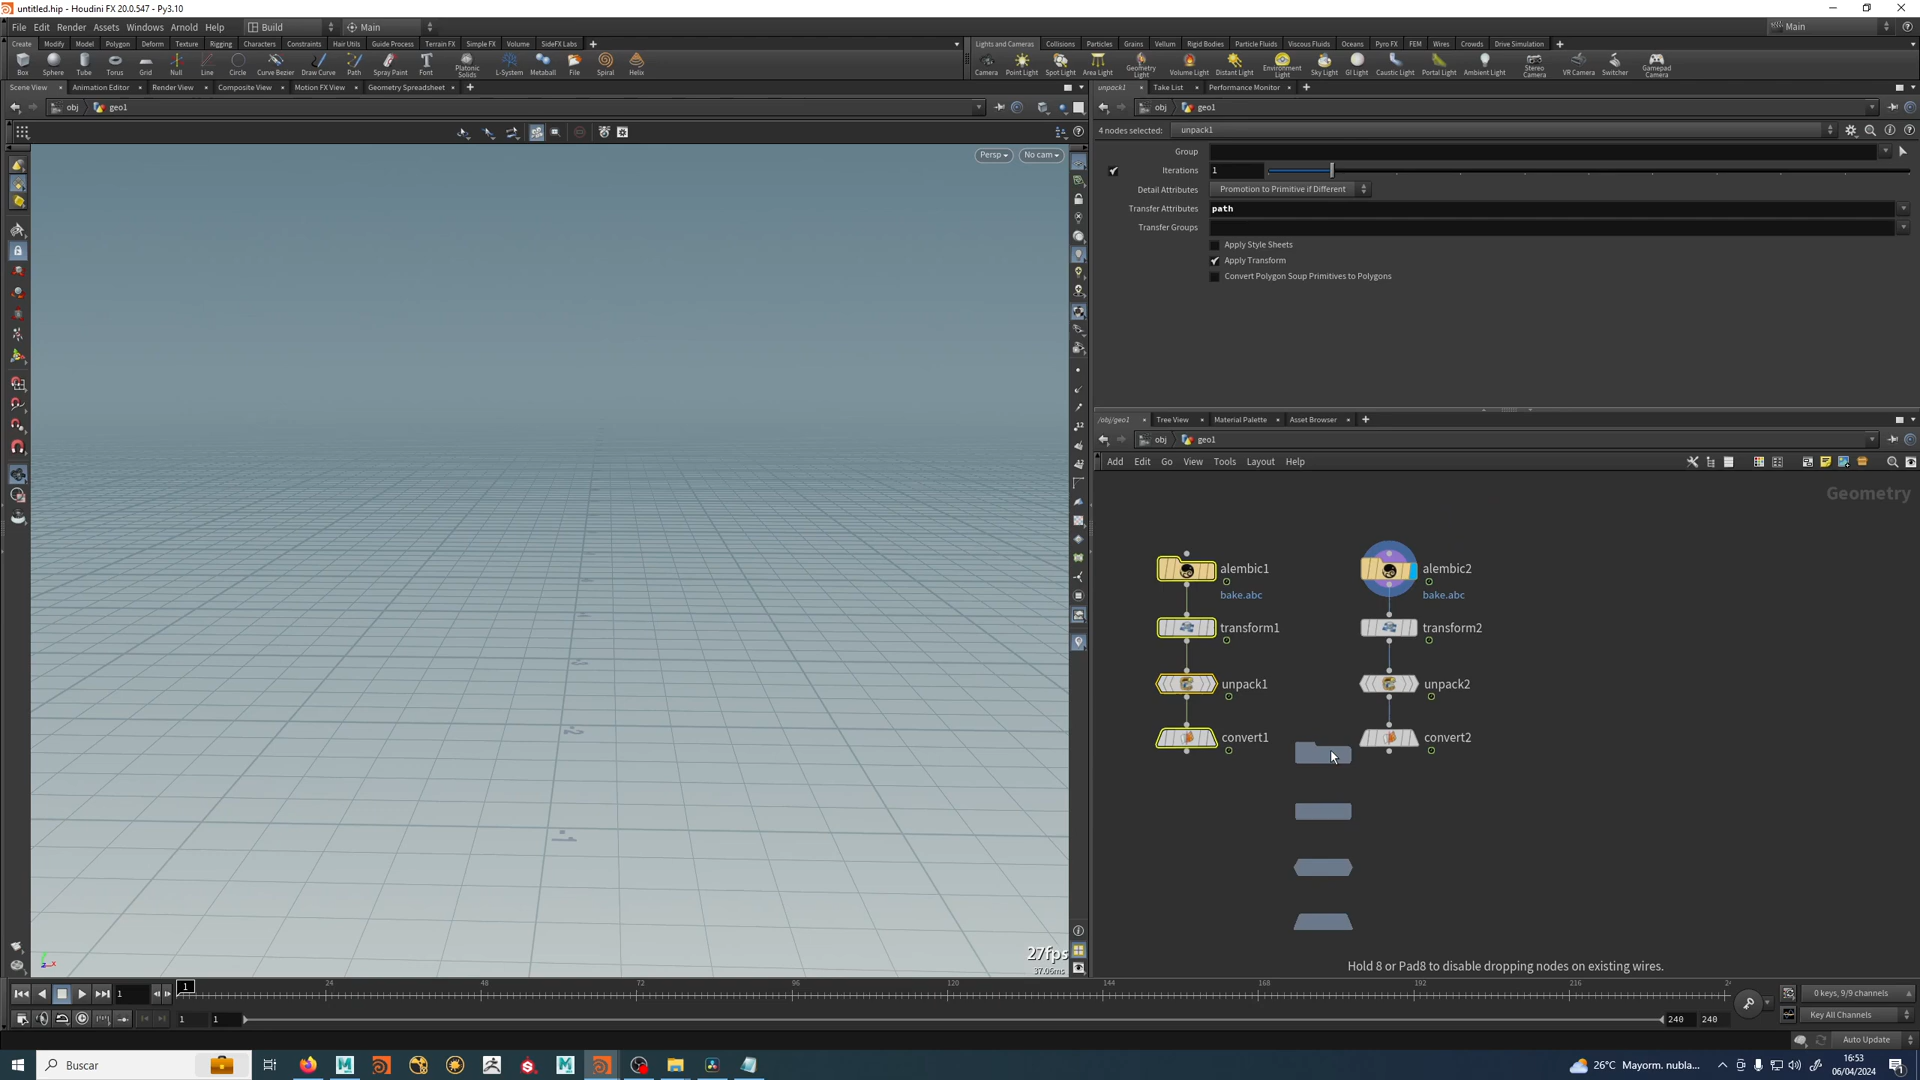 untitled.hip - Houdini FX 20.0.547 - Py3.10
File Edit Render Assets Windows Arnold Help
Build
Main
Main
Create Modify Model Polygon Deform Texture Rigging Characters Constraints Hair Utils Guide Process Terrain FX Simple FX Volume SideFX Labs
Lights and Cameras Collisions Particles Grains Vellum Rigid Bodies Particle Fluids Viscous Fluids Oceans Pyro FX FEM Wires Crowds Drive Simulation
Box Sphere Tube Torus Grid Null Line Circle Curve Bezier Draw Curve Path Spray Paint Font Platonic Solids L-System Metaball File Spiral Helix
Camera Point Light Spot Light Area Light Geometry Light Volume Light Distant Light Environment Light Sky Light GI Light Caustic Light Portal Light Ambient Light Stereo Camera VR Camera Switcher Gamepad Camera
Scene View Animation Editor Render View Composite View Motion FX View Geometry Spreadsheet
unpack1 Take List Performance Monitor
obj geo1
obj geo1
4 nodes selected: unpack1
Persp No cam
Group
Iterations 1
Detail Attributes Promotion to Primitive if Different
Transfer Attributes path
Transfer Groups
Apply Style Sheets
Apply Transform
Convert Polygon Soup Primitives to Polygons
/obj/geo1 Tree View Material Palette Asset Browser
obj geo1
Add Edit Go View Tools Layout Help
Geometry
alembic1
bake.abc
transform1
unpack1
convert1
alembic2
bake.abc
transform2
unpack2
convert2
Hold 8 or Pad8 to disable dropping nodes on existing wires.
27fps
37.06ms
1
1
24 48 72 96 120 144 168 192 216
0 keys, 9/9 channels
1 1
240 240
Key All Channels
Auto Update
Buscar
26°C Mayorm. nubla...
16:53
06/04/2024